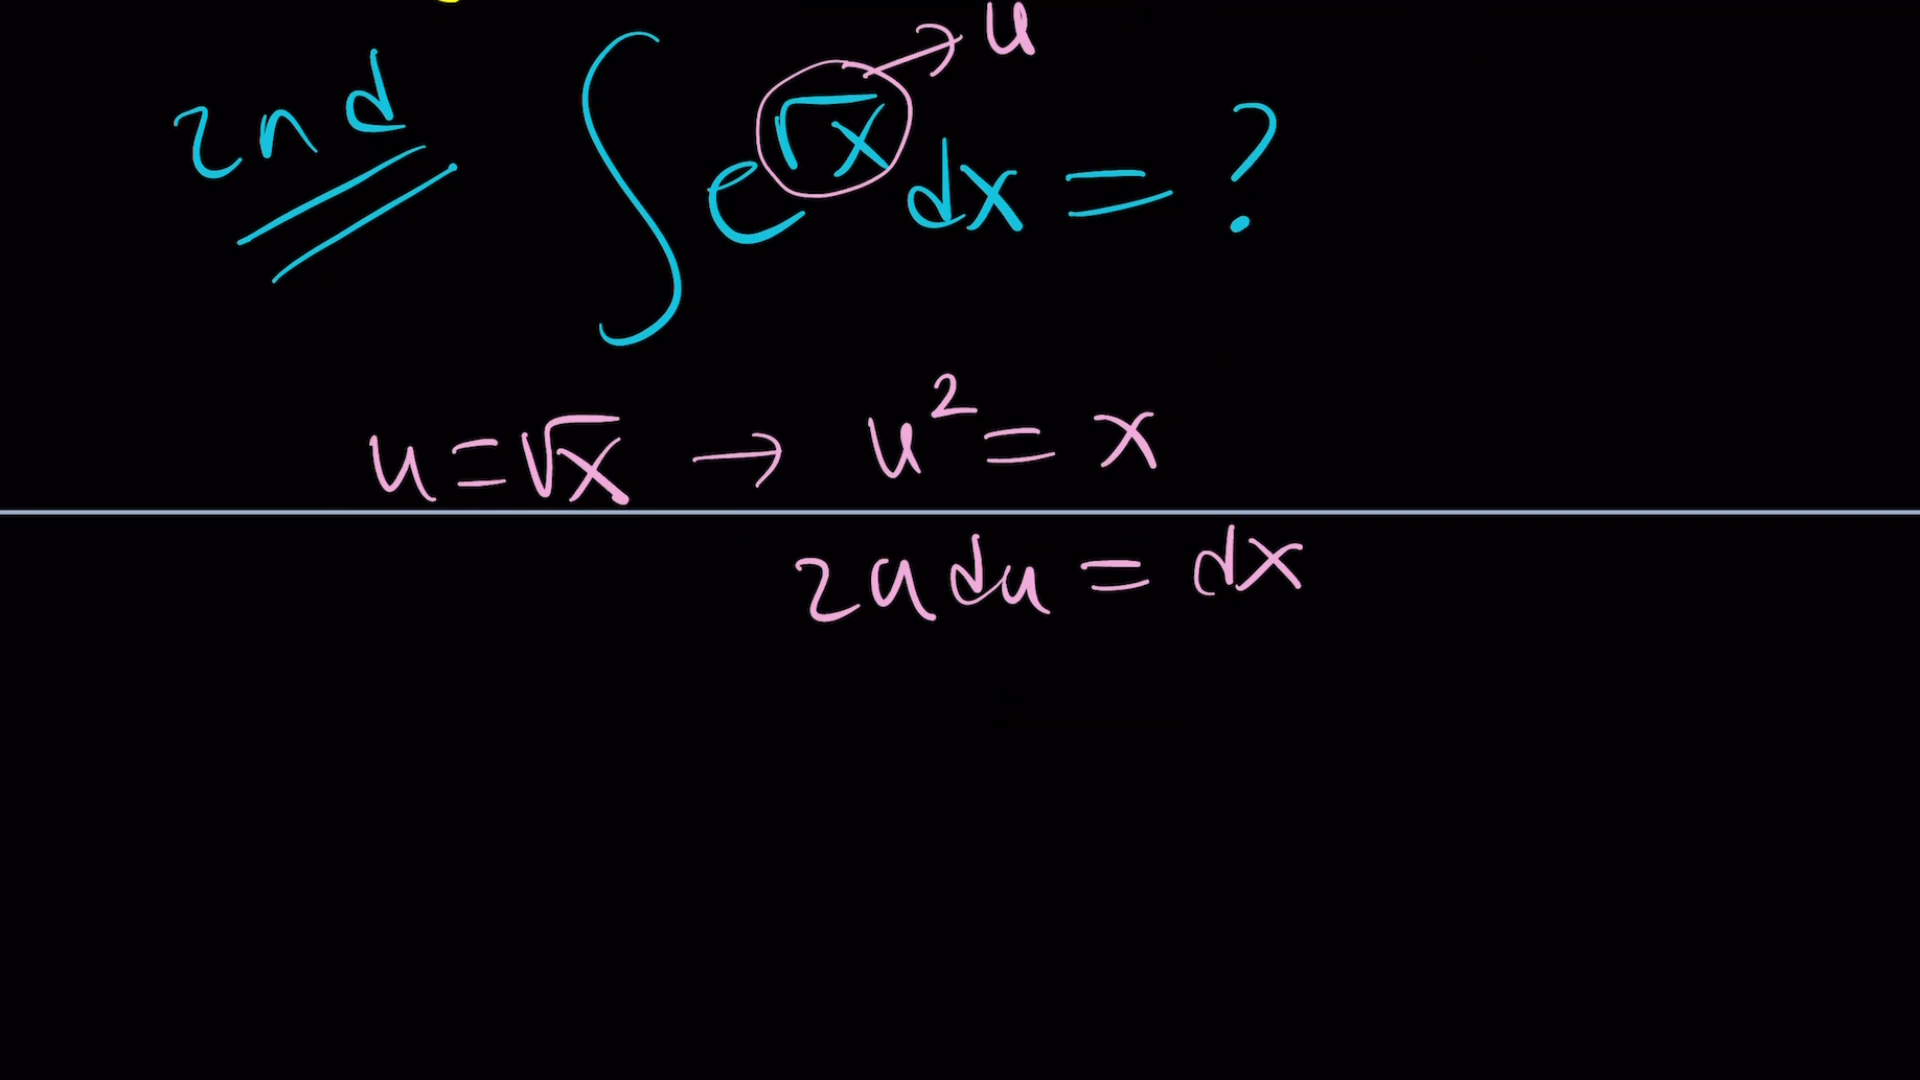 2nd ∫ e^√x dx = ? → u
u = √x → u² = x
2u du = dx